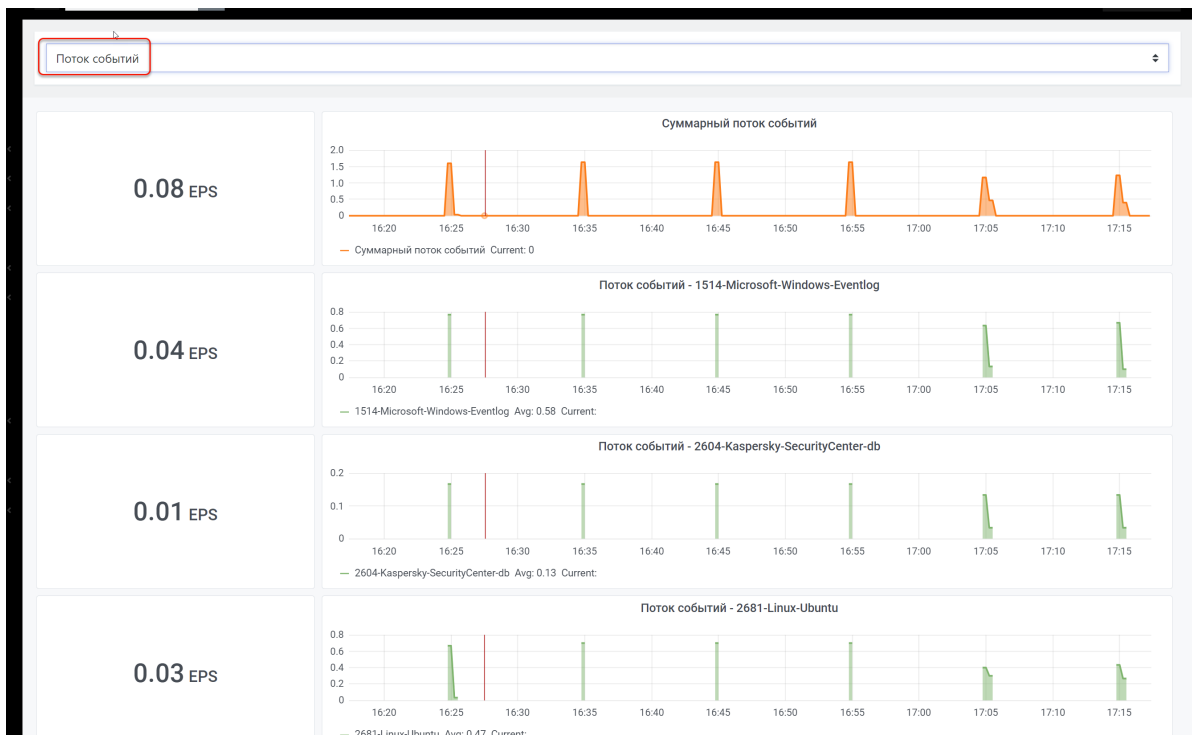 Поток событий
0.08 EPS
Суммарный поток событий
2.0
1.5
1.0
0.5
0
16:20 16:25 16:30 16:35 16:40 16:45 16:50 16:55 17:00 17:05 17:10 17:15
Суммарный поток событий Current: 0
0.04 EPS
Поток событий - 1514-Microsoft-Windows-Eventlog
0.8
0.6
0.4
0.2
0
16:20 16:25 16:30 16:35 16:40 16:45 16:50 16:55 17:00 17:05 17:10 17:15
1514-Microsoft-Windows-Eventlog Avg: 0.58 Current:
0.01 EPS
Поток событий - 2604-Kaspersky-SecurityCenter-db
0.2
0.1
0
16:20 16:25 16:30 16:35 16:40 16:45 16:50 16:55 17:00 17:05 17:10 17:15
2604-Kaspersky-SecurityCenter-db Avg: 0.13 Current:
0.03 EPS
Поток событий - 2681-Linux-Ubuntu
0.8
0.6
0.4
0.2
0
16:20 16:25 16:30 16:35 16:40 16:45 16:50 16:55 17:00 17:05 17:10 17:15
2681-Linux-Ubuntu Avg: 0.47 Current: